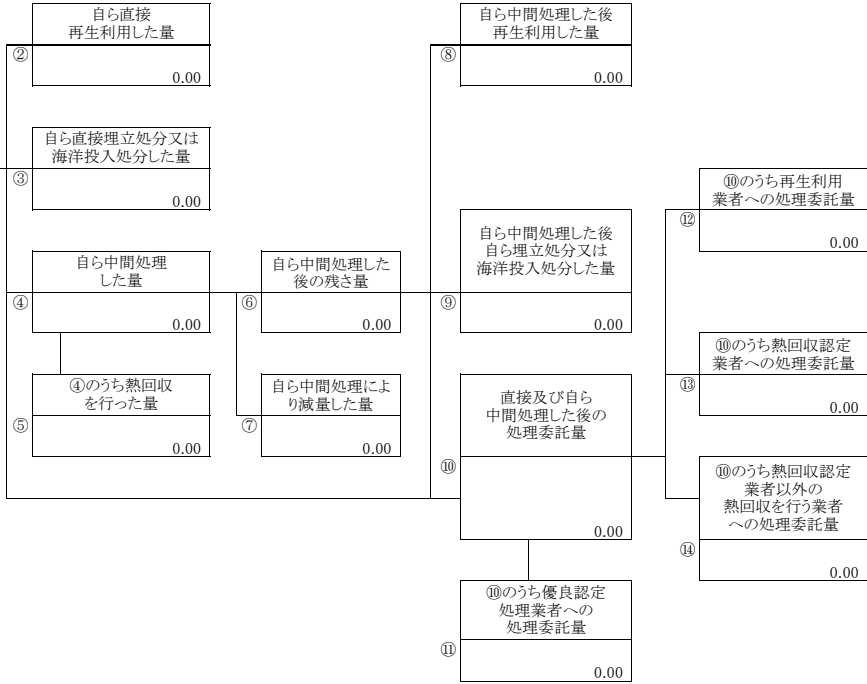 自ら直接
再生利用した量
②
0.00
自ら中間処理した後
再生利用した量
⑧
0.00
自ら直接埋立処分又は
海洋投入処分した量
③
0.00
⑩のうち再生利用
業者への処理委託量
⑫
0.00
自ら中間処理した後
自ら埋立処分又は
海洋投入処分した量
⑨
0.00
自ら中間処理
した量
④
0.00
自ら中間処理した
後の残さ量
⑥
0.00
⑩のうち熱回収認定
業者への処理委託量
⑬
0.00
④のうち熱回収
を行った量
⑤
0.00
自ら中間処理によ
り減量した量
⑦
0.00
直接及び自ら
中間処理した後の
処理委託量
⑩
0.00
⑩のうち熱回収認定
業者以外の
熱回収を行う業者
への処理委託量
⑭
0.00
⑩のうち優良認定
処理業者への
処理委託量
⑪
0.00